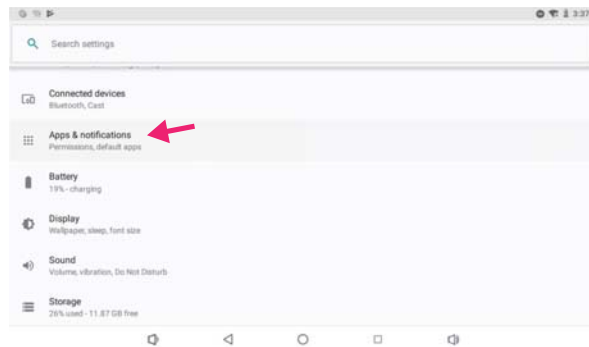 3:37
Search settings
Connected devices
Bluetooth, Cast
Apps & notifications
Permissions, default apps
Battery
19% - charging
Display
Wallpaper, sleep, font size
Sound
Volume, vibration, Do Not Disturb
Storage
26% used - 11.87 GB free